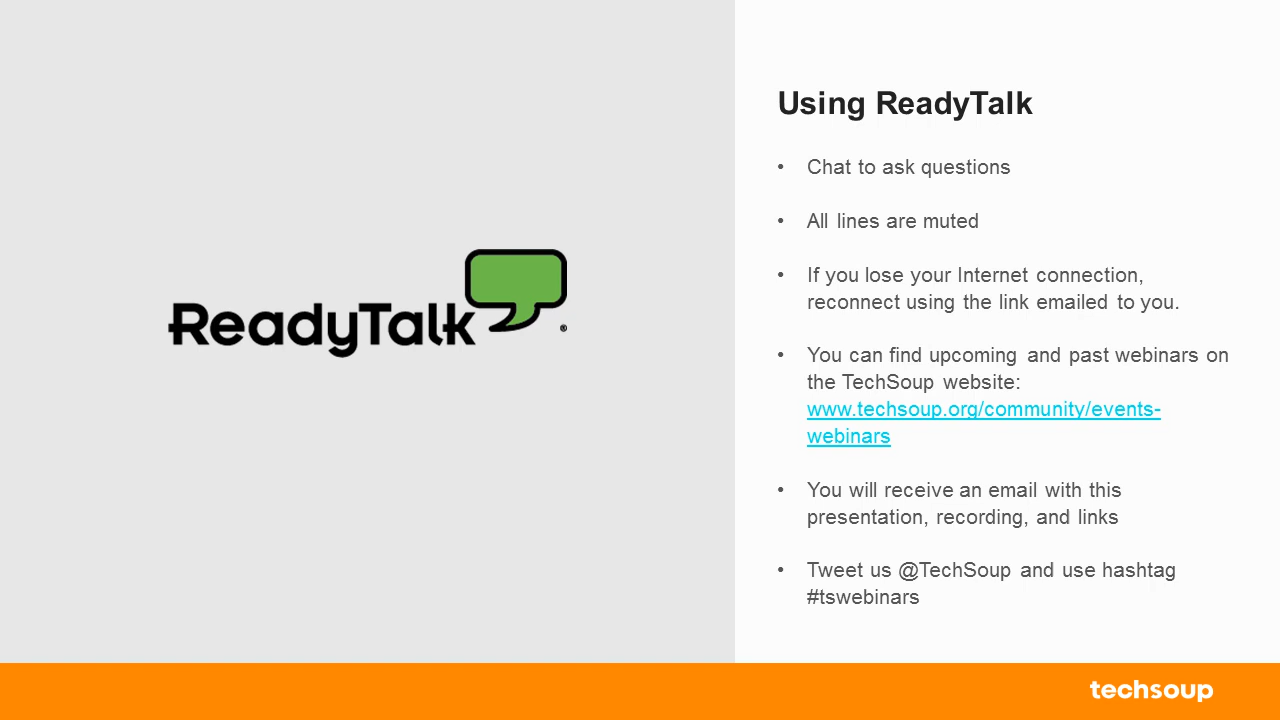 ReadyTalk®
Using ReadyTalk
• Chat to ask questions
• All lines are muted
• If you lose your Internet connection,
reconnect using the link emailed to you.
• You can find upcoming and past webinars on
the TechSoup website:
www.techsoup.org/community/events-
webinars
• You will receive an email with this
presentation, recording, and links
• Tweet us @TechSoup and use hashtag
#tswebinars
techsoup